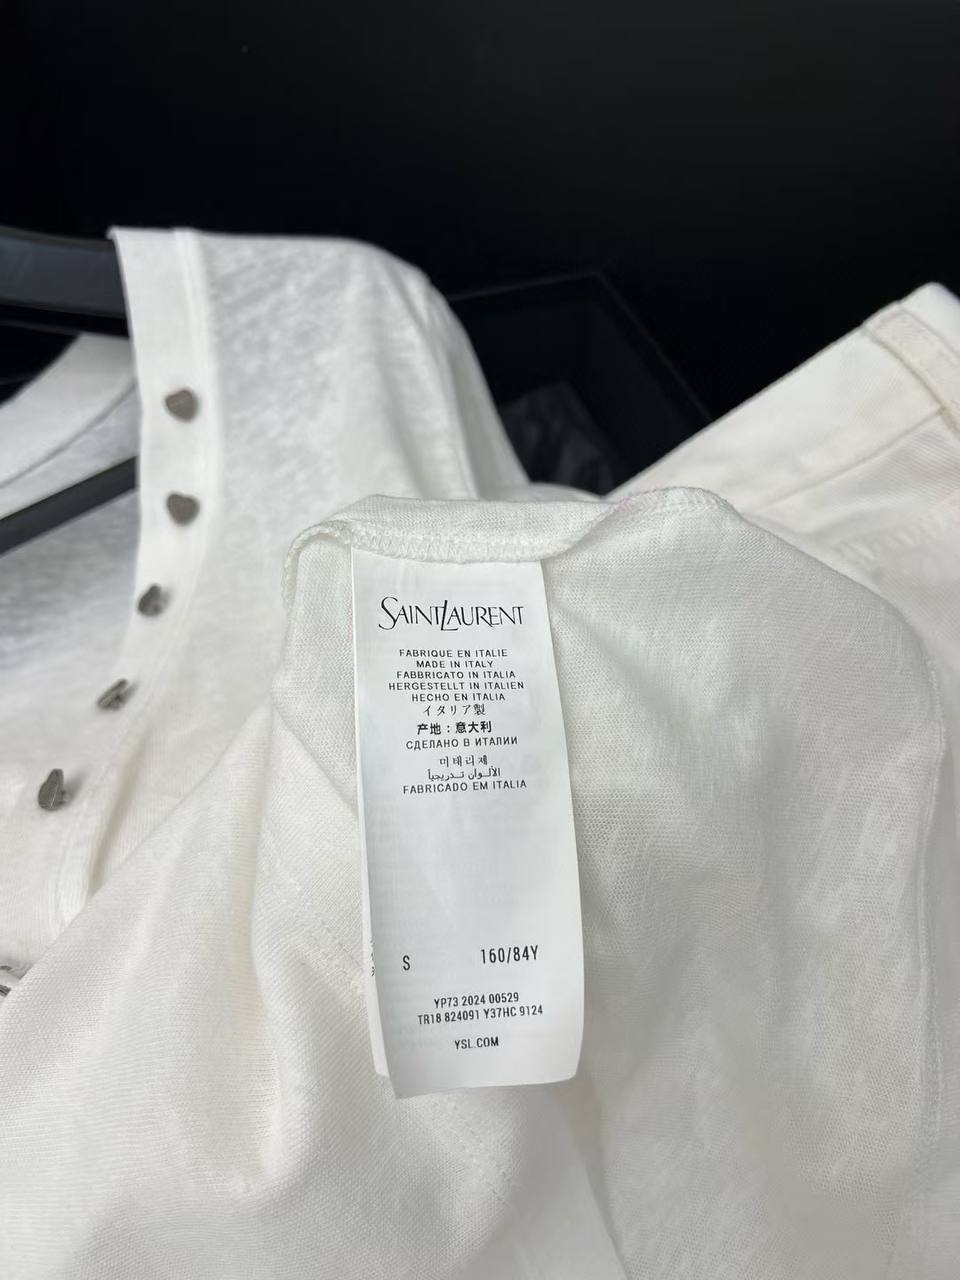 SAINT LAURENT
FABRIQUE EN ITALIE
MADE IN ITALY
FABBRICATO IN ITALIA
HERGESTELLT IN ITALIEN
HECHO EN ITALIA
イタリア製
产地：意大利
СДЕЛАНО В ИТАЛИИ
미테리제
الألـوان تـدريجياً
FABRICADO EM ITALIA
S 160/84Y
YP73 2024 00529
TR18 824091 Y37HC 9124
YSL.COM